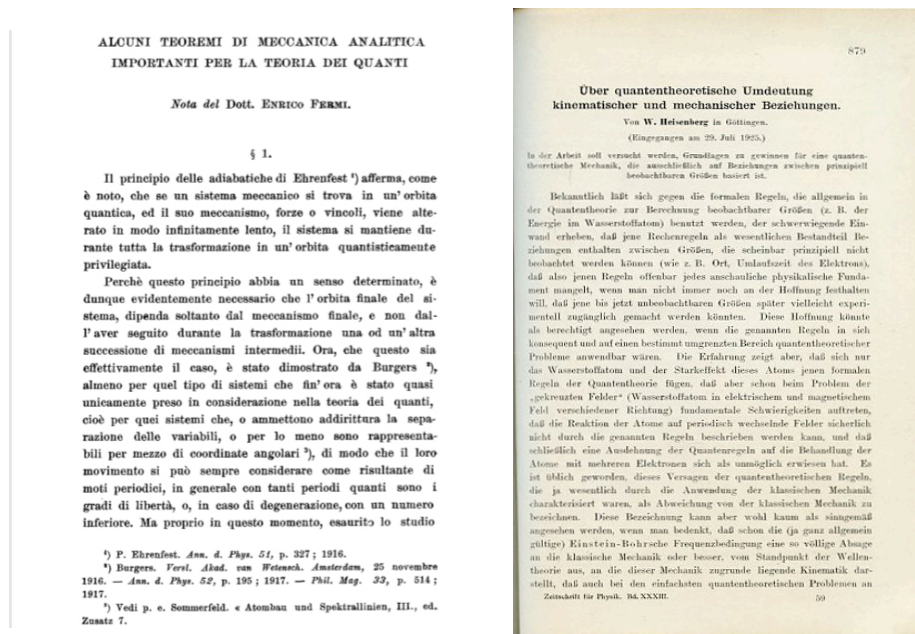 ALCUNI TEOREMI DI MECCANICA ANALITICA
IMPORTANTI PER LA TEORIA DEI QUANTI
Nota del Dott. ENRICO FERMI.
§ 1.
Il principio delle adiabatiche di Ehrenfest ¹) afferma, come
è noto, che se un sistema meccanico si trova in un' orbita
quantica, ed il suo meccanismo, forze o vincoli, viene alte-
rato in modo infinitamente lento, il sistema si mantiene du-
rante tutta la trasformazione in un' orbita quantisticamente
privilegiata.
Perchè questo principio abbia un senso determinato, è
dunque evidentemente necessario che l' orbita finale del si-
stema, dipenda soltanto dal meccanismo finale, e non dal-
l' aver seguito durante la trasformazione una od un' altra
successione di meccanismi intermedii. Ora, che questo sia
effettivamente il caso, è stato dimostrato da Burgers ²),
almeno per quel tipo di sistemi che fin' ora è stato quasi
unicamente preso in considerazione nella teoria dei quanti,
cioè per quei sistemi che, o ammettono addirittura la sepa-
razione delle variabili, o per lo meno sono rappresenta-
bili per mezzo di coordinate angolari ³), di modo che il loro
movimento si può sempre considerare come risultante di
moti periodici, in generale con tanti periodi quanti sono i
gradi di libertà, o, in caso di degenerazione, con un numero
inferiore. Ma proprio in questo momento, esaurito lo studio
¹) P. Ehrenfest. Ann. d. Phys. 51, p. 327 ; 1916.
²) Burgers. Versl. Akad. van Wetensch. Amsterdam, 25 novembre
1916. — Ann. d. Phys. 52, p. 195 ; 1917. — Phil. Mag. 33, p. 514 ;
1917.
³) Vedi p. e. Sommerfeld. « Atombau und Spektrallinien, III., ed.
Zusatz 7.
879
Über quantentheoretische Umdeutung
kinematischer und mechanischer Beziehungen.
Von W. Heisenberg in Göttingen.
(Eingegangen am 29. Juli 1925.)
In der Arbeit soll versucht werden, Grundlagen zu gewinnen für eine quanten-
theoretische Mechanik, die ausschließlich auf Beziehungen zwischen prinzipiell
beobachtbaren Größen basiert ist.
Bekanntlich läßt sich gegen die formalen Regeln, die allgemein in
der Quantentheorie zur Berechnung beobachtbarer Größen (z. B. der
Energie im Wasserstoffatom) benutzt werden, der schwerwiegende Ein-
wand erheben, daß jene Rechenregeln als wesentlichen Bestandteil Be-
ziehungen enthalten zwischen Größen, die scheinbar prinzipiell nicht
beobachtet werden können (wie z. B. Ort, Umlaufszeit des Elektrons),
daß also jenen Regeln offenbar jedes anschauliche physikalische Funda-
ment mangelt, wenn man nicht immer noch an der Hoffnung festhalten
will, daß jene bis jetzt unbeobachtbaren Größen später vielleicht experi-
mentell zugänglich gemacht werden könnten. Diese Hoffnung könnte
als berechtigt angesehen werden, wenn die genannten Regeln in sich
konsequent und auf einen bestimmt umgrenzten Bereich quantentheoretischer
Probleme anwendbar wären. Die Erfahrung zeigt aber, daß sich nur
das Wasserstoffatom und der Starkeffekt dieses Atoms jenen formalen
Regeln der Quantentheorie fügen, daß aber schon beim Problem der
„gekreuzten Felder“ (Wasserstoffatom in elektrischem und magnetischem
Feld verschiedener Richtung) fundamentale Schwierigkeiten auftreten,
daß die Reaktion der Atome auf periodisch wechselnde Felder sicherlich
nicht durch die genannten Regeln beschrieben werden kann, und daß
schließlich eine Ausdehnung der Quantenregeln auf die Behandlung der
Atome mit mehreren Elektronen sich als unmöglich erwiesen hat. Es
ist üblich geworden, dieses Versagen der quantentheoretischen Regeln,
die ja wesentlich durch die Anwendung der klassischen Mechanik
charakterisiert waren, als Abweichung von der klassischen Mechanik zu
bezeichnen. Diese Bezeichnung kann aber wohl kaum als sinngemäß
angesehen werden, wenn man bedenkt, daß schon die (ja ganz allgemein
gültige) Einstein-Bohrsche Frequenzbedingung eine so völlige Absage
an die klassische Mechanik oder besser, vom Standpunkt der Wellen-
theorie aus, an die dieser Mechanik zugrunde liegende Kinematik dar-
stellt, daß auch bei den einfachsten quantentheoretischen Problemen an
Zeitschrift für Physik. Bd. XXXIII.
59